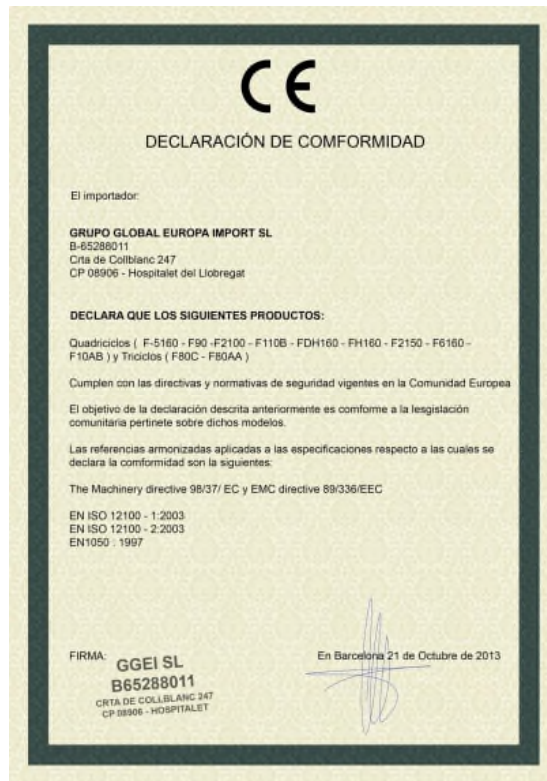 CE
DECLARACIÓN DE COMFORMIDAD
El importador:
GRUPO GLOBAL EUROPA IMPORT SL
B-65288011
Crta de Collblanc 247
CP 08906 - Hospitalet del Llobregat
DECLARA QUE LOS SIGUIENTES PRODUCTOS:
Quadriciclos ( F-5160 - F90 -F2100 - F110B - FDH160 - FH160 - F2150 - F6160 -
F10AB ) y Triciclos ( F80C - F80AA )
Cumplen con las directivas y normativas de seguridad vigentes en la Comunidad Europea
El objetivo de la declaración descrita anteriormente es comforme a la lesgislación
comunitaria pertinete sobre dichos modelos.
Las referencias armonizadas aplicadas a las especificaciones respecto a las cuales se
declara la comformidad son la siguientes:
The Machinery directive 98/37/ EC y EMC directive 89/336/EEC
EN ISO 12100 - 1:2003
EN ISO 12100 - 2:2003
EN1050 : 1997
FIRMA:
GGEI SL
B65288011
CRTA DE COLLBLANC 247
CP 08906 - HOSPITALET
En Barcelona 21 de Octubre de 2013